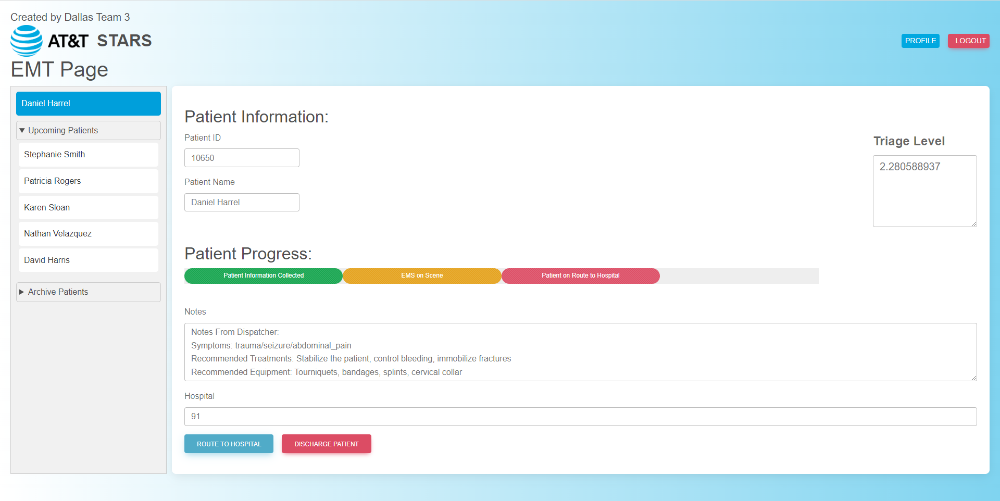 Created by Dallas Team 3
AT&T STARS
PROFILE
LOGOUT
EMT Page
Daniel Harrel
Upcoming Patients
Stephanie Smith
Patricia Rogers
Karen Sloan
Nathan Velazquez
David Harris
Archive Patients
Patient Information:
Patient ID
10650
Patient Name
Daniel Harrel
Triage Level
2.280588937
Patient Progress:
Patient Information Collected
EMS on Scene
Patient on Route to Hospital
Notes
Notes From Dispatcher:
Symptoms: trauma/seizure/abdominal_pain
Recommended Treatments: Stabilize the patient, control bleeding, immobilize fractures
Recommended Equipment: Tourniquets, bandages, splints, cervical collar
Hospital
91
ROUTE TO HOSPITAL
DISCHARGE PATIENT